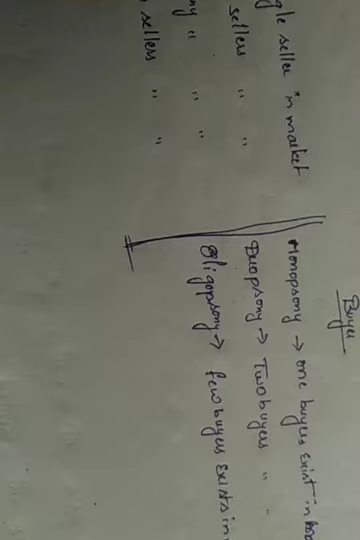 Buyer
gle seller in market
sellers " "
ny " " "
sellers " "
Monopsony → one buyer exist in
Duopsony → Two buyers "
Oligopsony → few buyers exists in